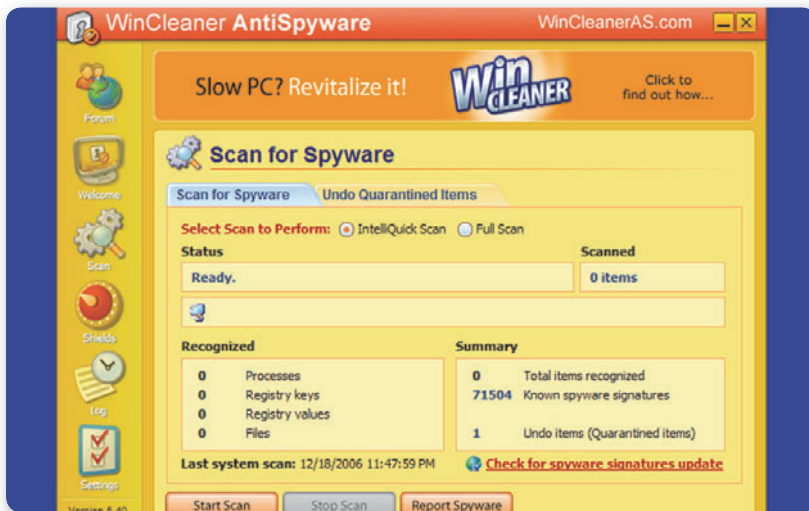 WinCleaner AntiSpyware WinCleanerAS.com
Slow PC? Revitalize it! Win CLEANER Click to
find out how...
Forum
Welcome
Scan
Shields
Log
Settings
Scan for Spyware
Scan for Spyware Undo Quarantined Items
Select Scan to Perform: IntelliQuick Scan Full Scan
Status Scanned
Ready. 0 items
Recognized Summary
0 Processes 0 Total items recognized
0 Registry keys 71504 Known spyware signatures
0 Registry values
0 Files 1 Undo items (Quarantined items)
Last system scan: 12/18/2006 11:47:59 PM Check for spyware signatures update
Start Scan Stop Scan Report Spyware